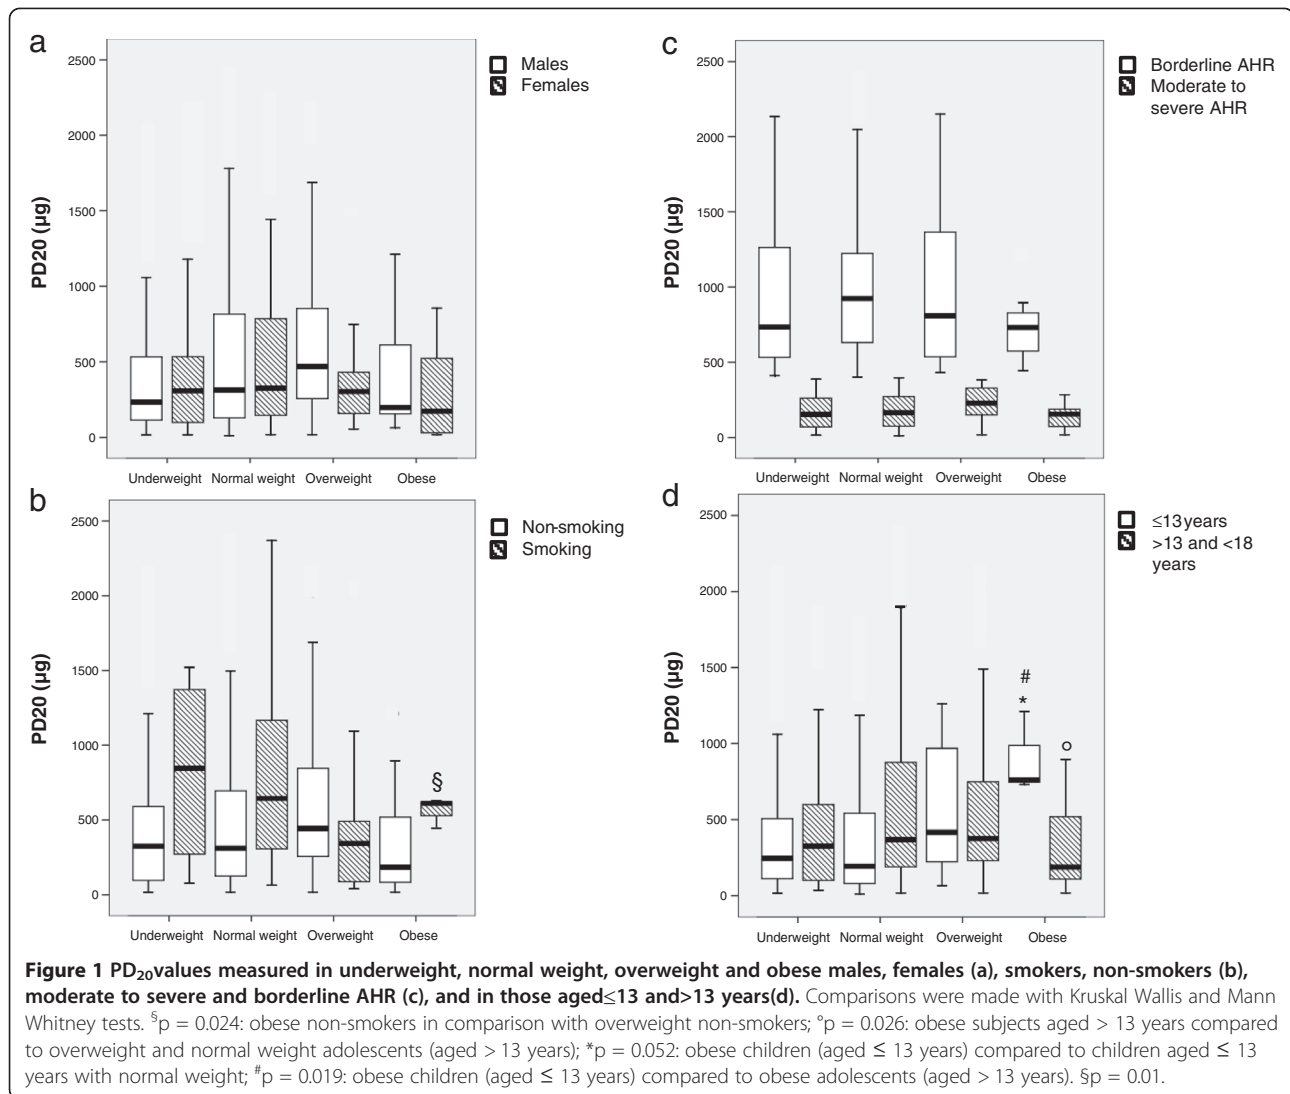 a
2500
2000
1500
1000
500
0
PD20 (µg)
Underweight
Normal weight
Overweight
Obese
Males
Females
c
2500
2000
1500
1000
500
0
PD20 (µg)
Underweight
Normal weight
Overweight
Obese
Borderline AHR
Moderate to
severe AHR
b
2500
2000
1500
1000
500
0
PD20 (µg)
§
Underweight
Normal weight
Overweight
Obese
Non-smoking
Smoking
d
2500
2000
1500
1000
500
0
PD20 (µg)
#
*
°
Underweight
Normal weight
Overweight
Obese
≤13years
>13 and <18
years
Figure 1 PD20values measured in underweight, normal weight, overweight and obese males, females (a), smokers, non-smokers (b),
moderate to severe and borderline AHR (c), and in those aged≤13 and>13 years(d). Comparisons were made with Kruskal Wallis and Mann
Whitney tests. §p = 0.024: obese non-smokers in comparison with overweight non-smokers; °p = 0.026: obese subjects aged > 13 years compared
to overweight and normal weight adolescents (aged > 13 years); *p = 0.052: obese children (aged ≤ 13 years) compared to children aged ≤ 13
years with normal weight; #p = 0.019: obese children (aged ≤ 13 years) compared to obese adolescents (aged > 13 years). §p = 0.01.